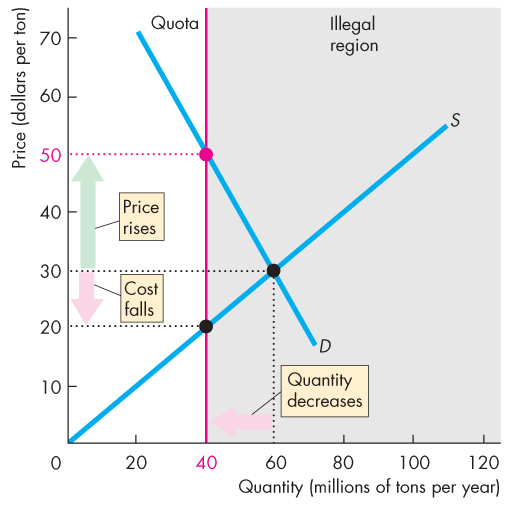 Price (dollars per ton)
70
60
50
40
30
20
10
0
Quota
Illegal
region
S
Price
rises
Cost
falls
D
Quantity
decreases
20
40
60
80
100
120
Quantity (millions of tons per year)